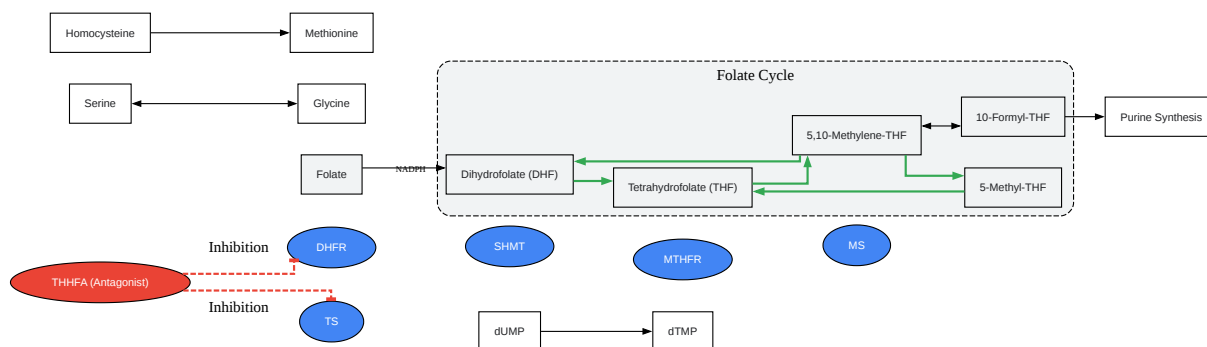 Homocysteine
Methionine
Folate Cycle
Serine
Glycine
10-Formyl-THF
Purine Synthesis
5,10-Methylene-THF
Folate
NADPH
Dihydrofolate (DHF)
Tetrahydrofolate (THF)
5-Methyl-THF
Inhibition
DHFR
SHMT
MTHFR
MS
THHFA (Antagonist)
Inhibition
TS
dUMP
dTMP